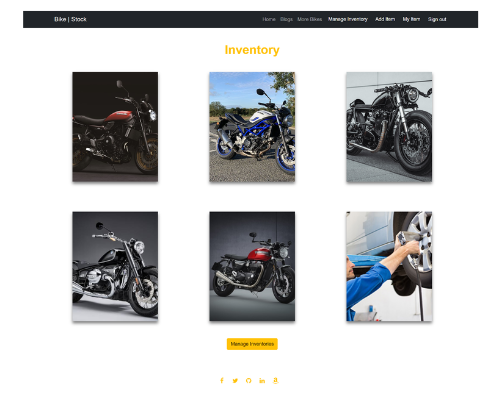 Bike | Stock
Home Blogs More Bikes Manage Inventory Add Item My Item Sign out
Inventory
Manage Inventories